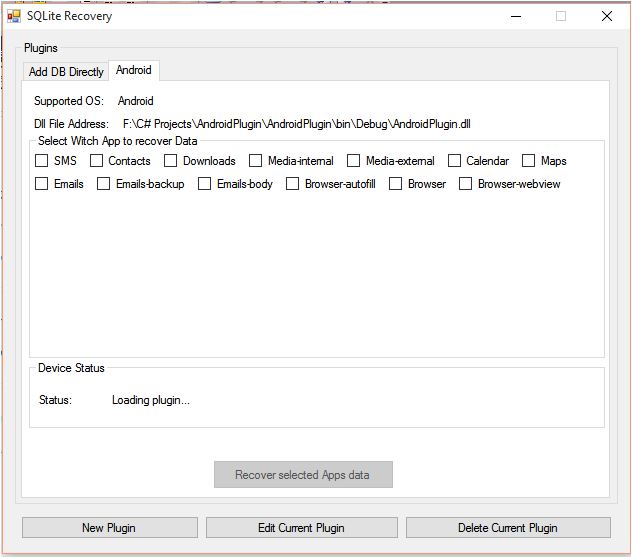 SQLite Recovery
Plugins
Add DB Directly Android
Supported OS: Android
Dll File Address: F:\C# Projects\AndroidPlugin\AndroidPlugin\bin\Debug\AndroidPlugin.dll
Select Witch App to recover Data
SMS Contacts Downloads Media-internal Media-external Calendar Maps
Emails Emails-backup Emails-body Browser-autofill Browser Browser-webview
Device Status
Status: Loading plugin...
Recover selected Apps data
New Plugin Edit Current Plugin Delete Current Plugin